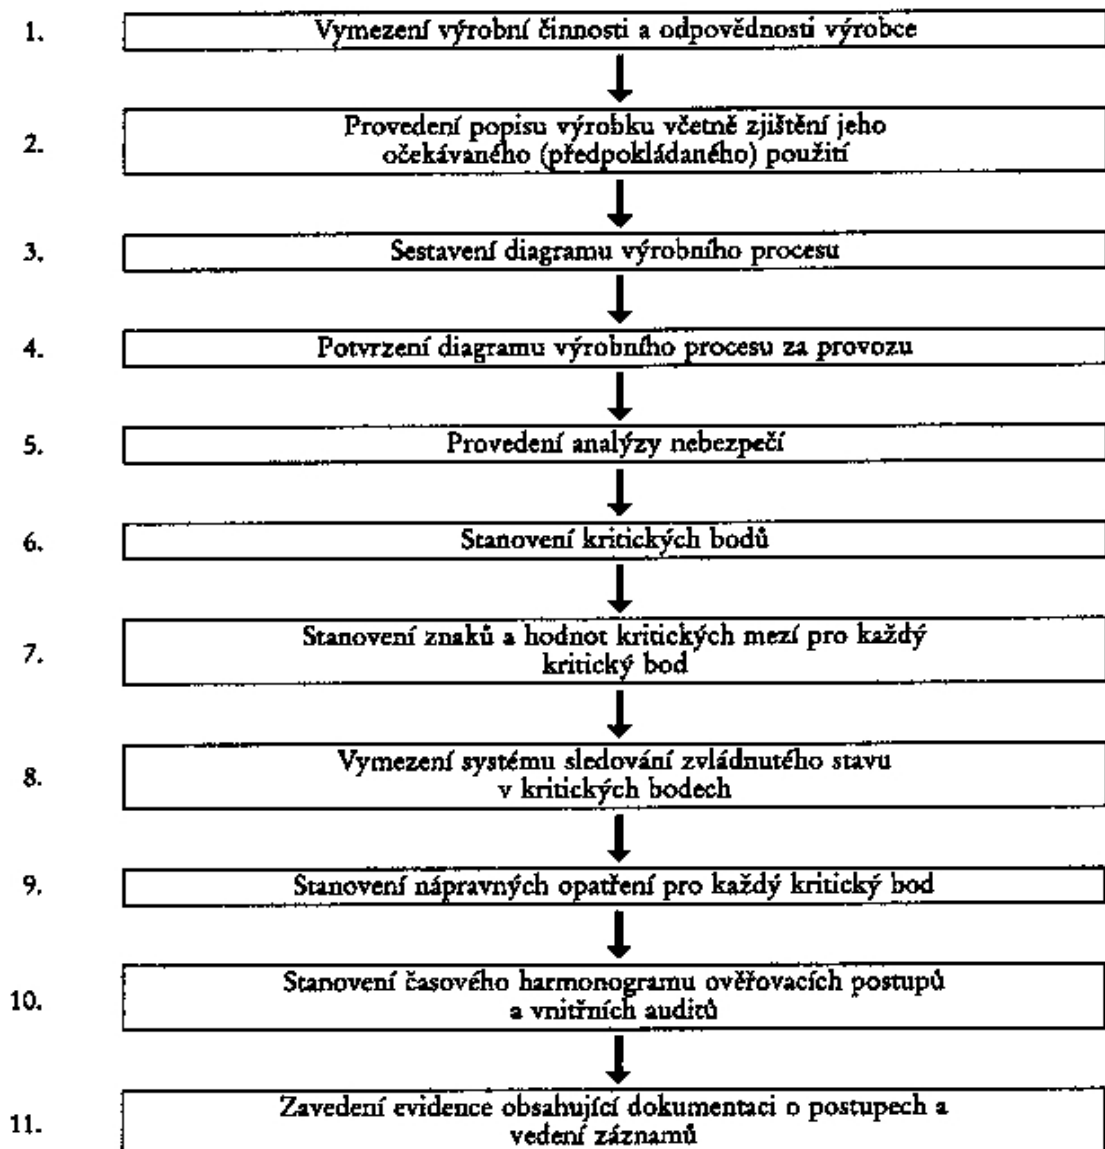 1. Vymezení výrobní činnosti a odpovědnosti výrobce
2. Provedení popisu výrobku včetně zjištění jeho
očekávaného (předpokládaného) použití
3. Sestavení diagramu výrobního procesu
4. Potvrzení diagramu výrobního procesu za provozu
5. Provedení analýzy nebezpečí
6. Stanovení kritických bodů
7. Stanovení znaků a hodnot kritických mezí pro každý
kritický bod
8. Vymezení systému sledování zvládnutého stavu
v kritických bodech
9. Stanovení nápravných opatření pro každý kritický bod
10. Stanovení časového harmonogramu ověřovacích postupů
a vnitřních auditů
11. Zavedení evidence obsahující dokumentaci o postupech a
vedení záznamů